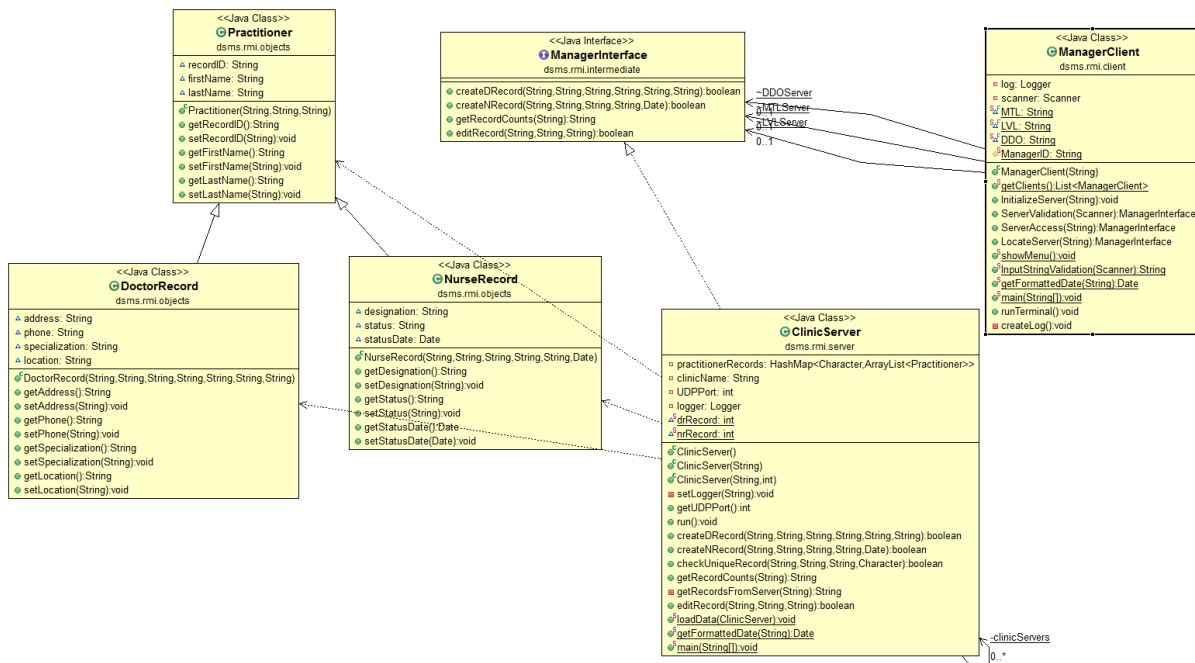 <<Java Class>>
Practitioner
dsms.rmi.objects
recordID: String
firstName: String
lastName: String
Practitioner(String,String,String)
getRecordID():String
setRecordID(String):void
getFirstName():String
setFirstName(String):void
getLastName():String
setLastName(String):void
<<Java Interface>>
ManagerInterface
dsms.rmi.intermediate
createDRecord(String,String,String,String,String,String):boolean
createNRecord(String,String,String,String,Date):boolean
getRecordCounts(String):String
editRecord(String,String,String):boolean
~DDOServer
0..1
~MTLServer
0..1
~LVLServer
0..1
<<Java Class>>
ManagerClient
dsms.rmi.client
log: Logger
scanner: Scanner
MTL: String
LVL: String
DDO: String
ManagerID: String
ManagerClient(String)
getClients():List<ManagerClient>
InitializeServer(String):void
ServerValidation(Scanner):ManagerInterface
ServerAccess(String):ManagerInterface
LocateServer(String):ManagerInterface
showMenu():void
InputStringValidation(Scanner):String
getFormattedDate(String):Date
main(String[]):void
runTerminal():void
createLog():void
<<Java Class>>
DoctorRecord
dsms.rmi.objects
address: String
phone: String
specialization: String
location: String
DoctorRecord(String,String,String,String,String,String,String)
getAddress():String
setAddress(String):void
getPhone():String
setPhone(String):void
getSpecialization():String
setSpecialization(String):void
getLocation():String
setLocation(String):void
<<Java Class>>
NurseRecord
dsms.rmi.objects
designation: String
status: String
statusDate: Date
NurseRecord(String,String,String,String,String,Date)
getDesignation():String
setDesignation(String):void
getStatus():String
setStatus(String):void
getStatusDate():Date
setStatusDate(Date):void
<<Java Class>>
ClinicServer
dsms.rmi.server
practitionerRecords: HashMap<Character,ArrayList<Practitioner>>
clinicName: String
UDPPort: int
logger: Logger
drRecord: int
nrRecord: int
ClinicServer()
ClinicServer(String)
ClinicServer(String,int)
setLogger(String):void
getUDPPort():int
run():void
createDRecord(String,String,String,String,String,String):boolean
createNRecord(String,String,String,String,Date):boolean
checkUniqueRecord(String,String,String,Character):boolean
getRecordCounts(String):String
getRecordsFromServer(String):String
editRecord(String,String,String):boolean
loadData(ClinicServer):void
getFormattedDate(String):Date
main(String[]):void
-clinicServers
0..*